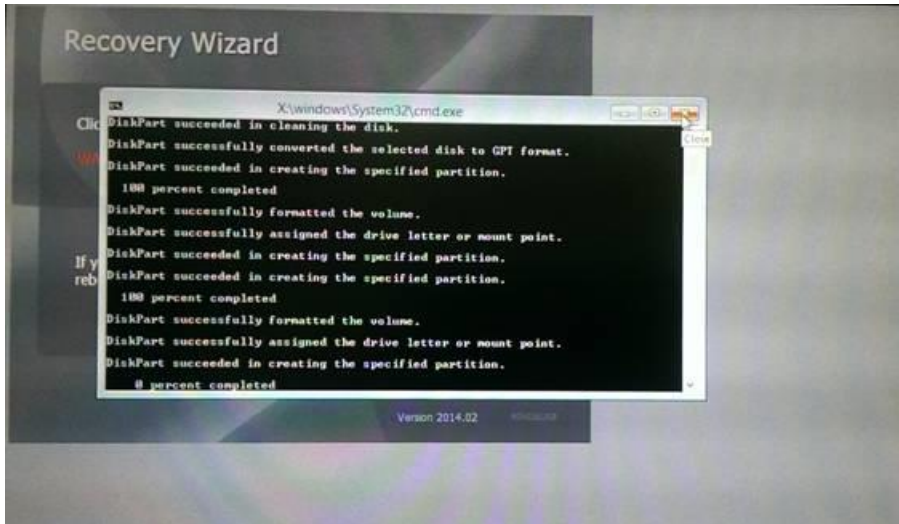 Recovery Wizard
X:\windows\System32\cmd.exe
Close
Clic
DiskPart succeeded in cleaning the disk.
DiskPart successfully converted the selected disk to GPT format.
WA
DiskPart succeeded in creating the specified partition.
100 percent completed
DiskPart successfully formatted the volume.
DiskPart successfully assigned the drive letter or mount point.
If y
DiskPart succeeded in creating the specified partition.
reb
DiskPart succeeded in creating the specified partition.
100 percent completed
DiskPart successfully formatted the volume.
DiskPart successfully assigned the drive letter or mount point.
DiskPart succeeded in creating the specified partition.
0 percent completed
Version 2014.02